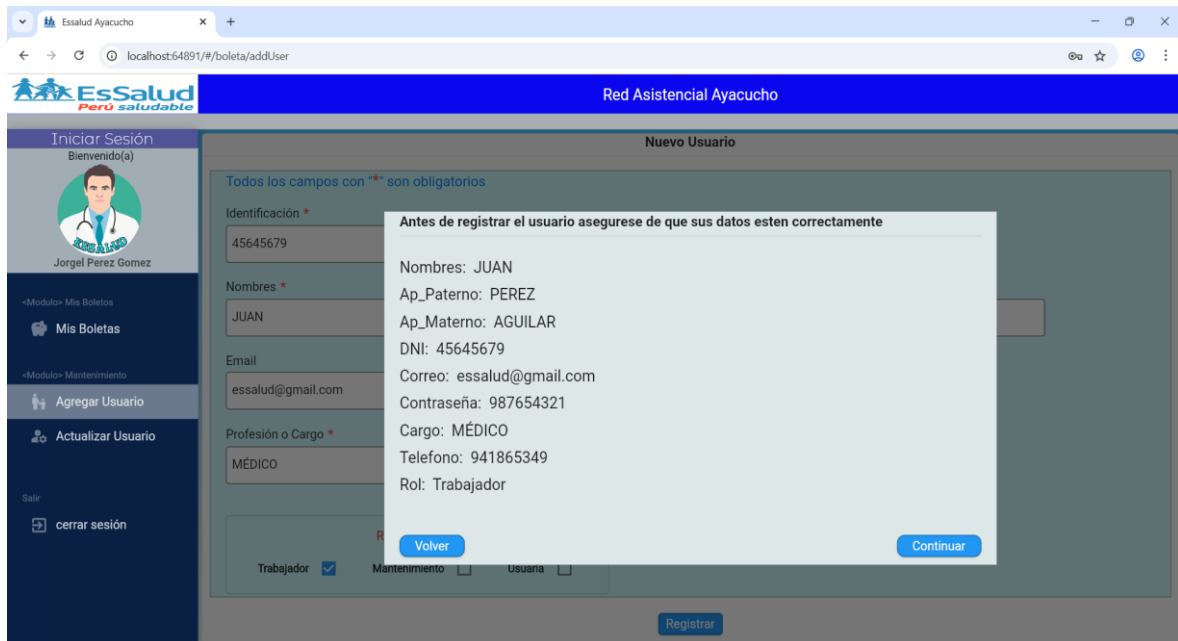 Essalud Ayacucho
localhost:64891/#/boleta/addUser
EsSalud
Perú saludable
Red Asistencial Ayacucho
Iniciar Sesión
Bienvenido(a)
ESSALUD
Jorgel Perez Gomez
<Modulo> Mis Boletos
Mis Boletas
<Modulo> Mantenimiento
Agregar Usuario
Actualizar Usuario
Salir
cerrar sesión
Nuevo Usuario
Todos los campos con "*" son obligatorios
Identificación *
45645679
Nombres *
JUAN
Email
essalud@gmail.com
Profesión o Cargo *
MÉDICO
R
Trabajador Mantenimiento Usuaria
Antes de registrar el usuario asegurese de que sus datos esten correctamente
Nombres: JUAN
Ap_Paterno: PEREZ
Ap_Materno: AGUILAR
DNI: 45645679
Correo: essalud@gmail.com
Contraseña: 987654321
Cargo: MÉDICO
Telefono: 941865349
Rol: Trabajador
Volver Continuar
Registrar